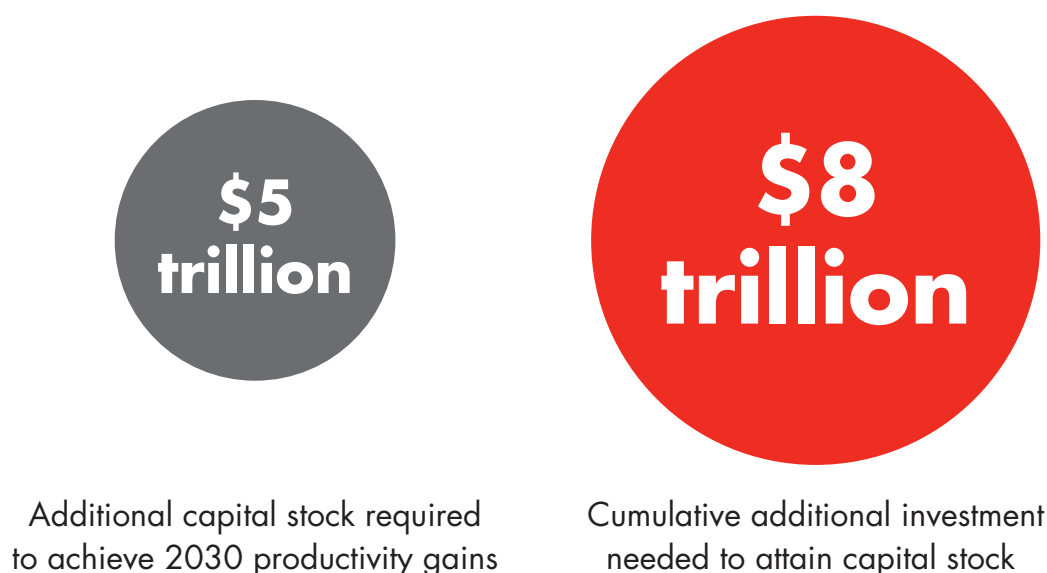 $5
trillion
$8
trillion
Additional capital stock required
to achieve 2030 productivity gains
Cumulative additional investment
needed to attain capital stock